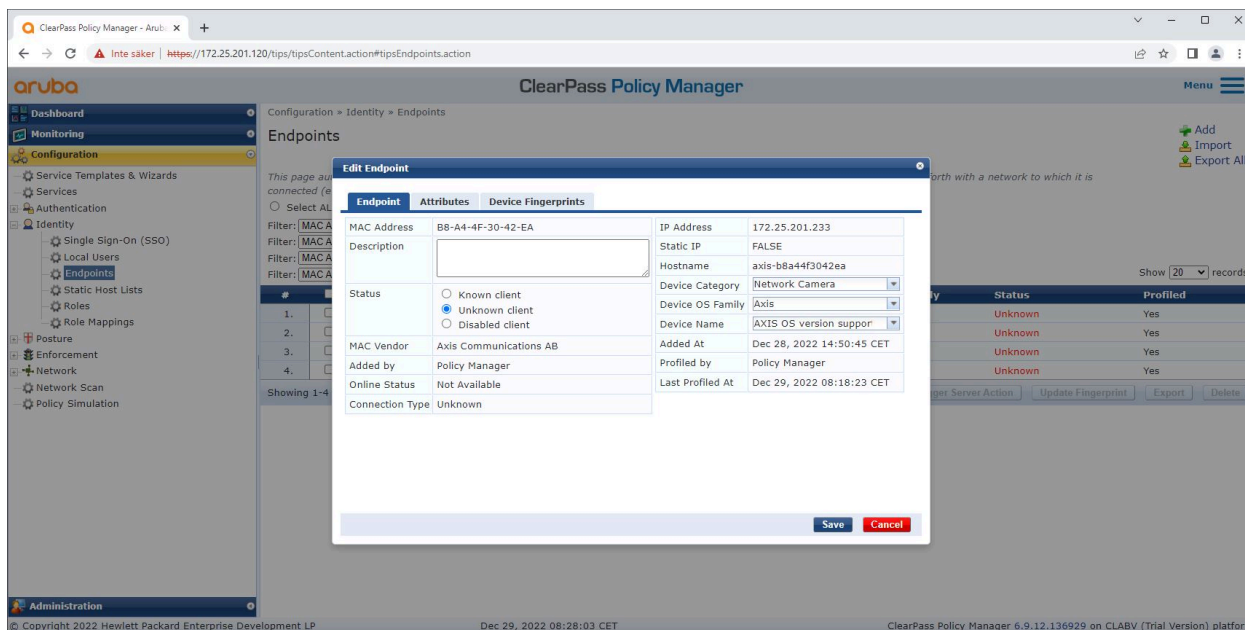 ClearPass Policy Manager - Arub
Inte säker | https://172.25.201.120/tips/tipsContent.action#tipsEndpoints.action
aruba
ClearPass Policy Manager
Menu
Dashboard
Monitoring
Configuration
Service Templates & Wizards
Services
Authentication
Identity
Single Sign-On (SSO)
Local Users
Endpoints
Static Host Lists
Roles
Role Mappings
Posture
Enforcement
Network
Network Scan
Policy Simulation
Administration
Configuration » Identity » Endpoints
Endpoints
Add
Import
Export All
This page au
orth with a network to which it is
connected (e
Select AL
Filter: MAC A
Filter: MAC A
Filter: MAC A
Filter: MAC A
Show 20 records
# ly Status Profiled
1. Unknown Yes
2. Unknown Yes
3. Unknown Yes
4. Unknown Yes
Showing 1-4
ger Server Action Update Fingerprint Export Delete
Edit Endpoint
Endpoint Attributes Device Fingerprints
MAC Address B8-A4-4F-30-42-EA
Description
Status
Known client
Unknown client
Disabled client
MAC Vendor Axis Communications AB
Added by Policy Manager
Online Status Not Available
Connection Type Unknown
IP Address 172.25.201.233
Static IP FALSE
Hostname axis-b8a44f3042ea
Device Category Network Camera
Device OS Family Axis
Device Name AXIS OS version suppor
Added At Dec 28, 2022 14:50:45 CET
Profiled by Policy Manager
Last Profiled At Dec 29, 2022 08:18:23 CET
Save Cancel
© Copyright 2022 Hewlett Packard Enterprise Development LP
Dec 29, 2022 08:28:03 CET
ClearPass Policy Manager 6.9.12.136929 on CLABV (Trial Version) platfor